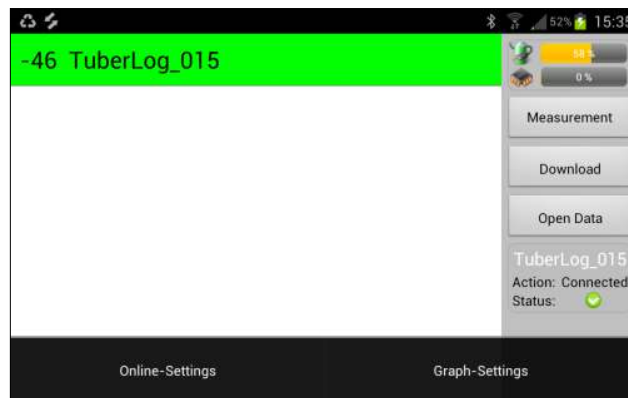 52% 15:35
-46 TuberLog_015
58 %
0 %
Measurement
Download
Open Data
TuberLog_015
Action: Connected
Status:
Online-Settings
Graph-Settings